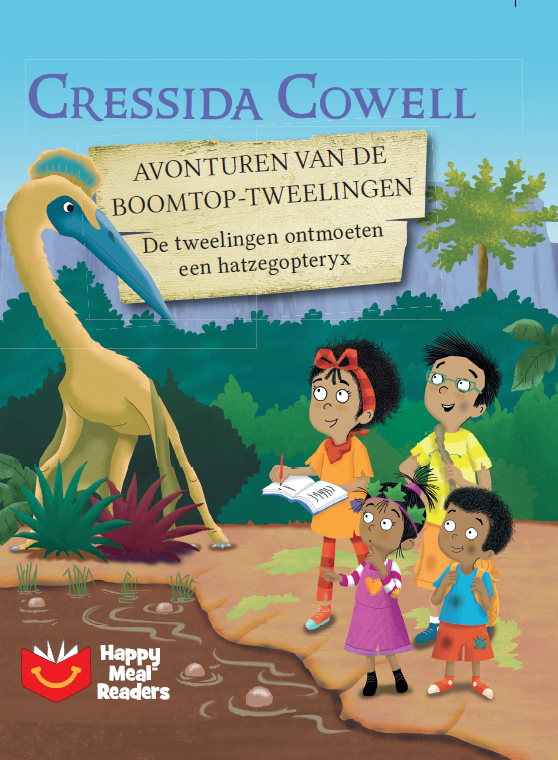 CRESSIDA COWELL
AVONTUREN VAN DE
BOOMTOP-TWEELINGEN
De tweelingen ontmoeten
een hatzegopteryx
Happy
Meal
Readers